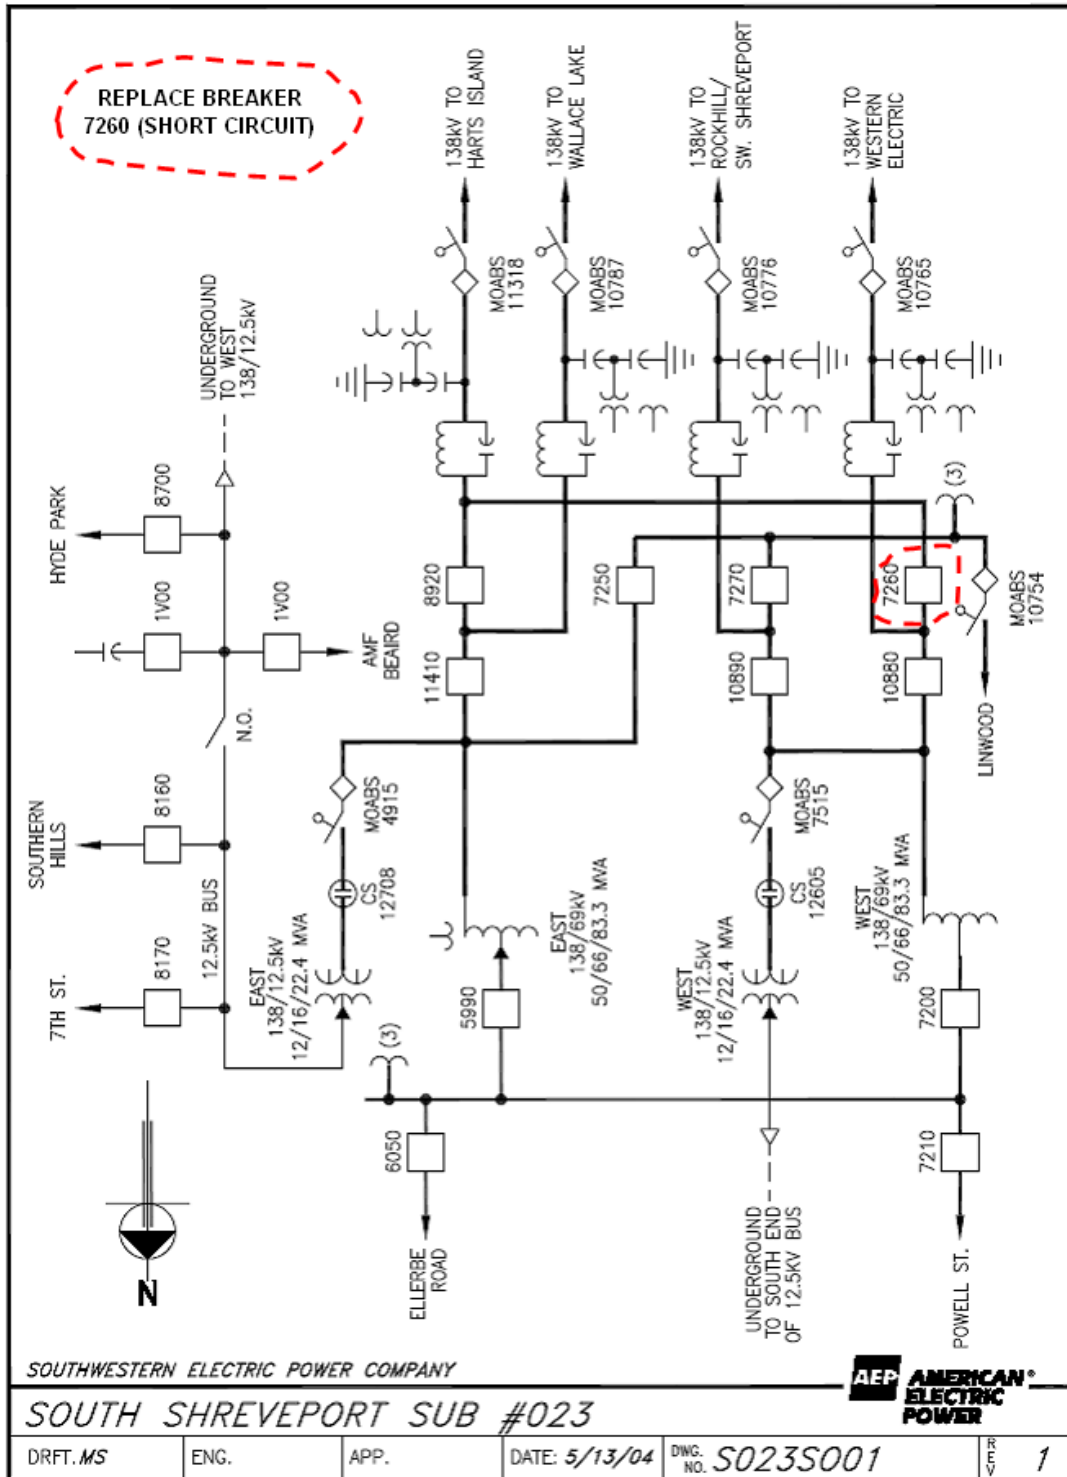 REPLACE BREAKER
7260 (SHORT CIRCUIT)
138kV TO
HARTS ISLAND
138kV TO
WALLACE LAKE
138kV TO
ROCKHILL/
SW. SHREVEPORT
138kV TO
WESTERN
ELECTRIC
MOABS
11318
MOABS
10787
MOABS
10776
MOABS
10765
UNDERGROUND
TO WEST
138/12.5kV
HYDE PARK
8700
1V00
1V00
AMF
BEAIRD
N.O.
SOUTHERN
HILLS
8160
7TH ST.
8170
12.5kV BUS
8920
7250
7270
7260
(3)
MOABS
10754
LINWOOD
11410
10890
10880
MOABS
4915
CS
12708
EAST
138/12.5kV
12/16/22.4 MVA
EAST
138/69kV
50/66/83.3 MVA
MOABS
7515
CS
12605
WEST
138/12.5kV
12/16/22.4 MVA
WEST
138/69kV
50/66/83.3 MVA
5990
7200
(3)
6050
7210
ELLERBE
ROAD
UNDERGROUND
TO SOUTH END
OF 12.5KV BUS
POWELL ST.
N
SOUTHWESTERN ELECTRIC POWER COMPANY
AEP AMERICAN®
ELECTRIC
POWER
SOUTH SHREVEPORT SUB #023
DRFT. MS
ENG.
APP.
DATE: 5/13/04
DWG. NO. S023S001
REV 1